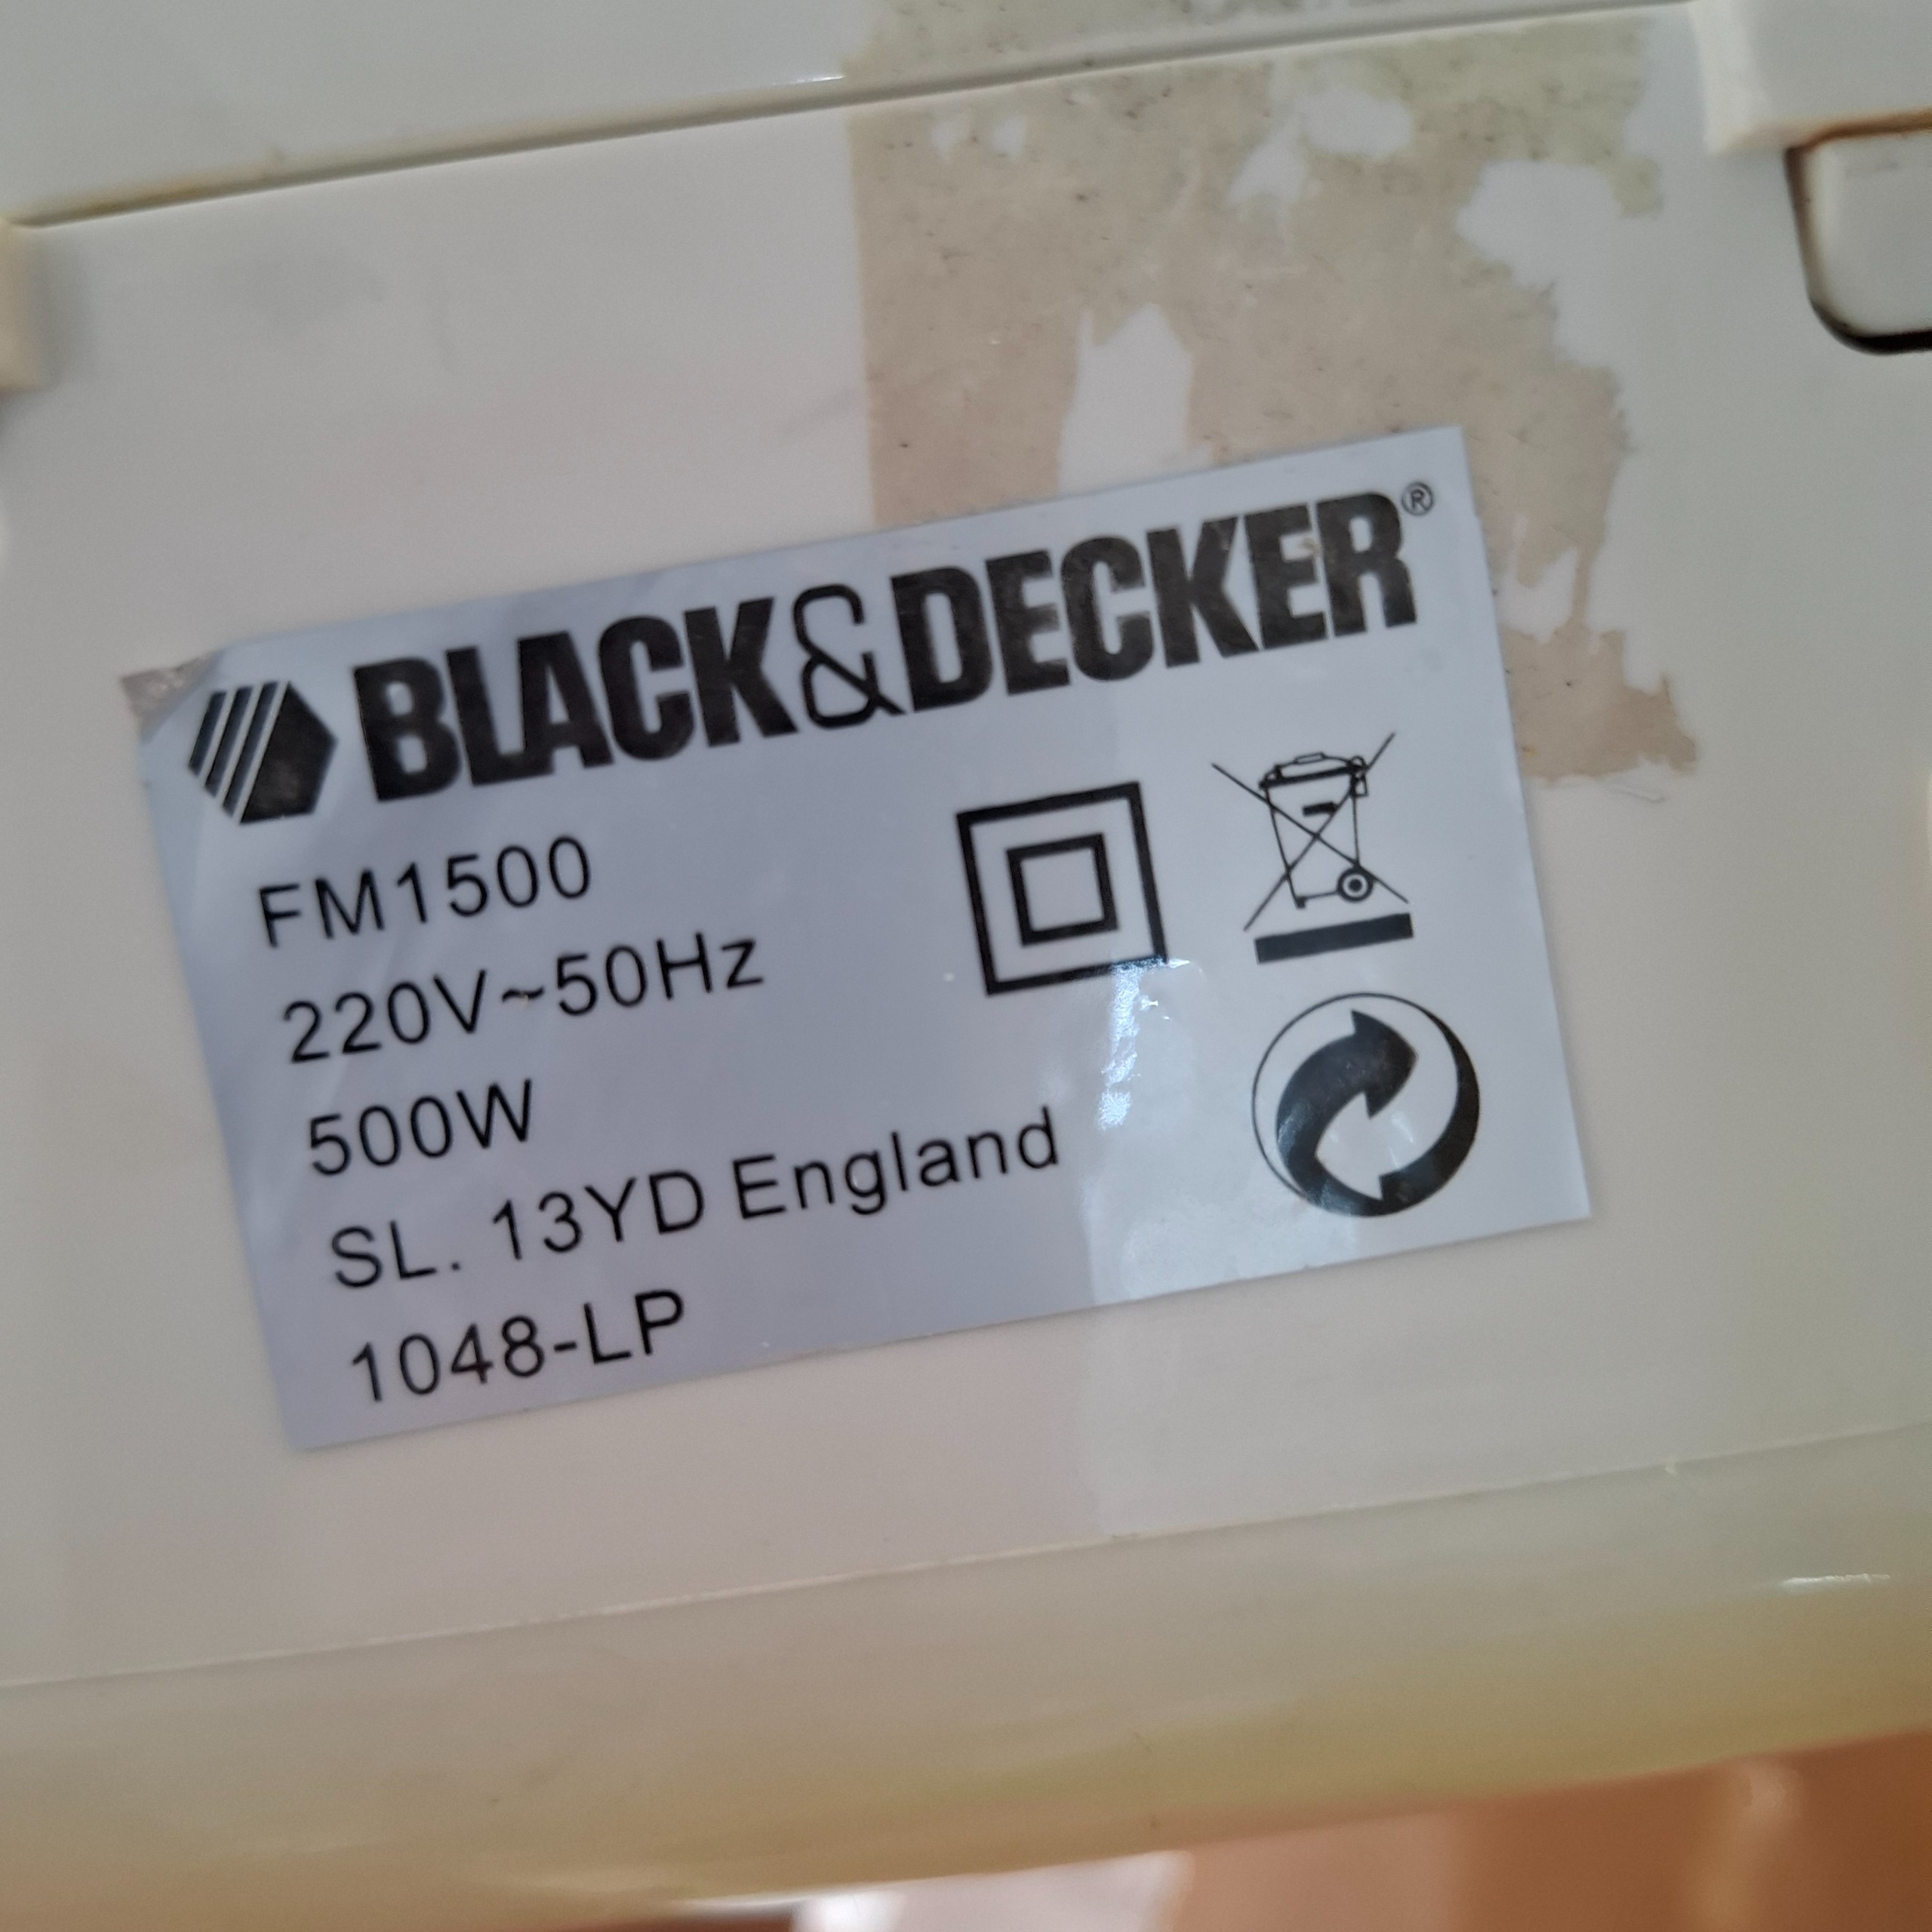 BLACK&DECKER®
FM1500
220V~50Hz
500W
SL. 13YD England
1048-LP